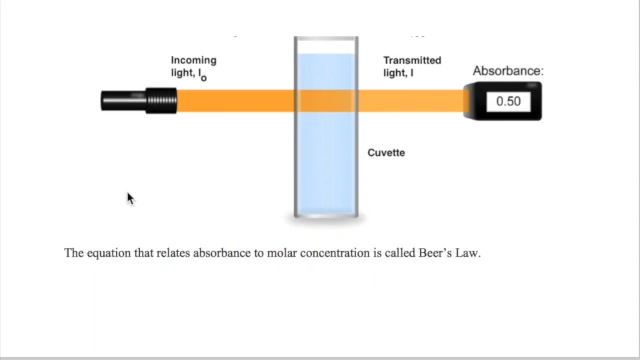 Incoming
light, Io
Transmitted
light, I
Absorbance:
0.50
Cuvette
The equation that relates absorbance to molar concentration is called Beer's Law.